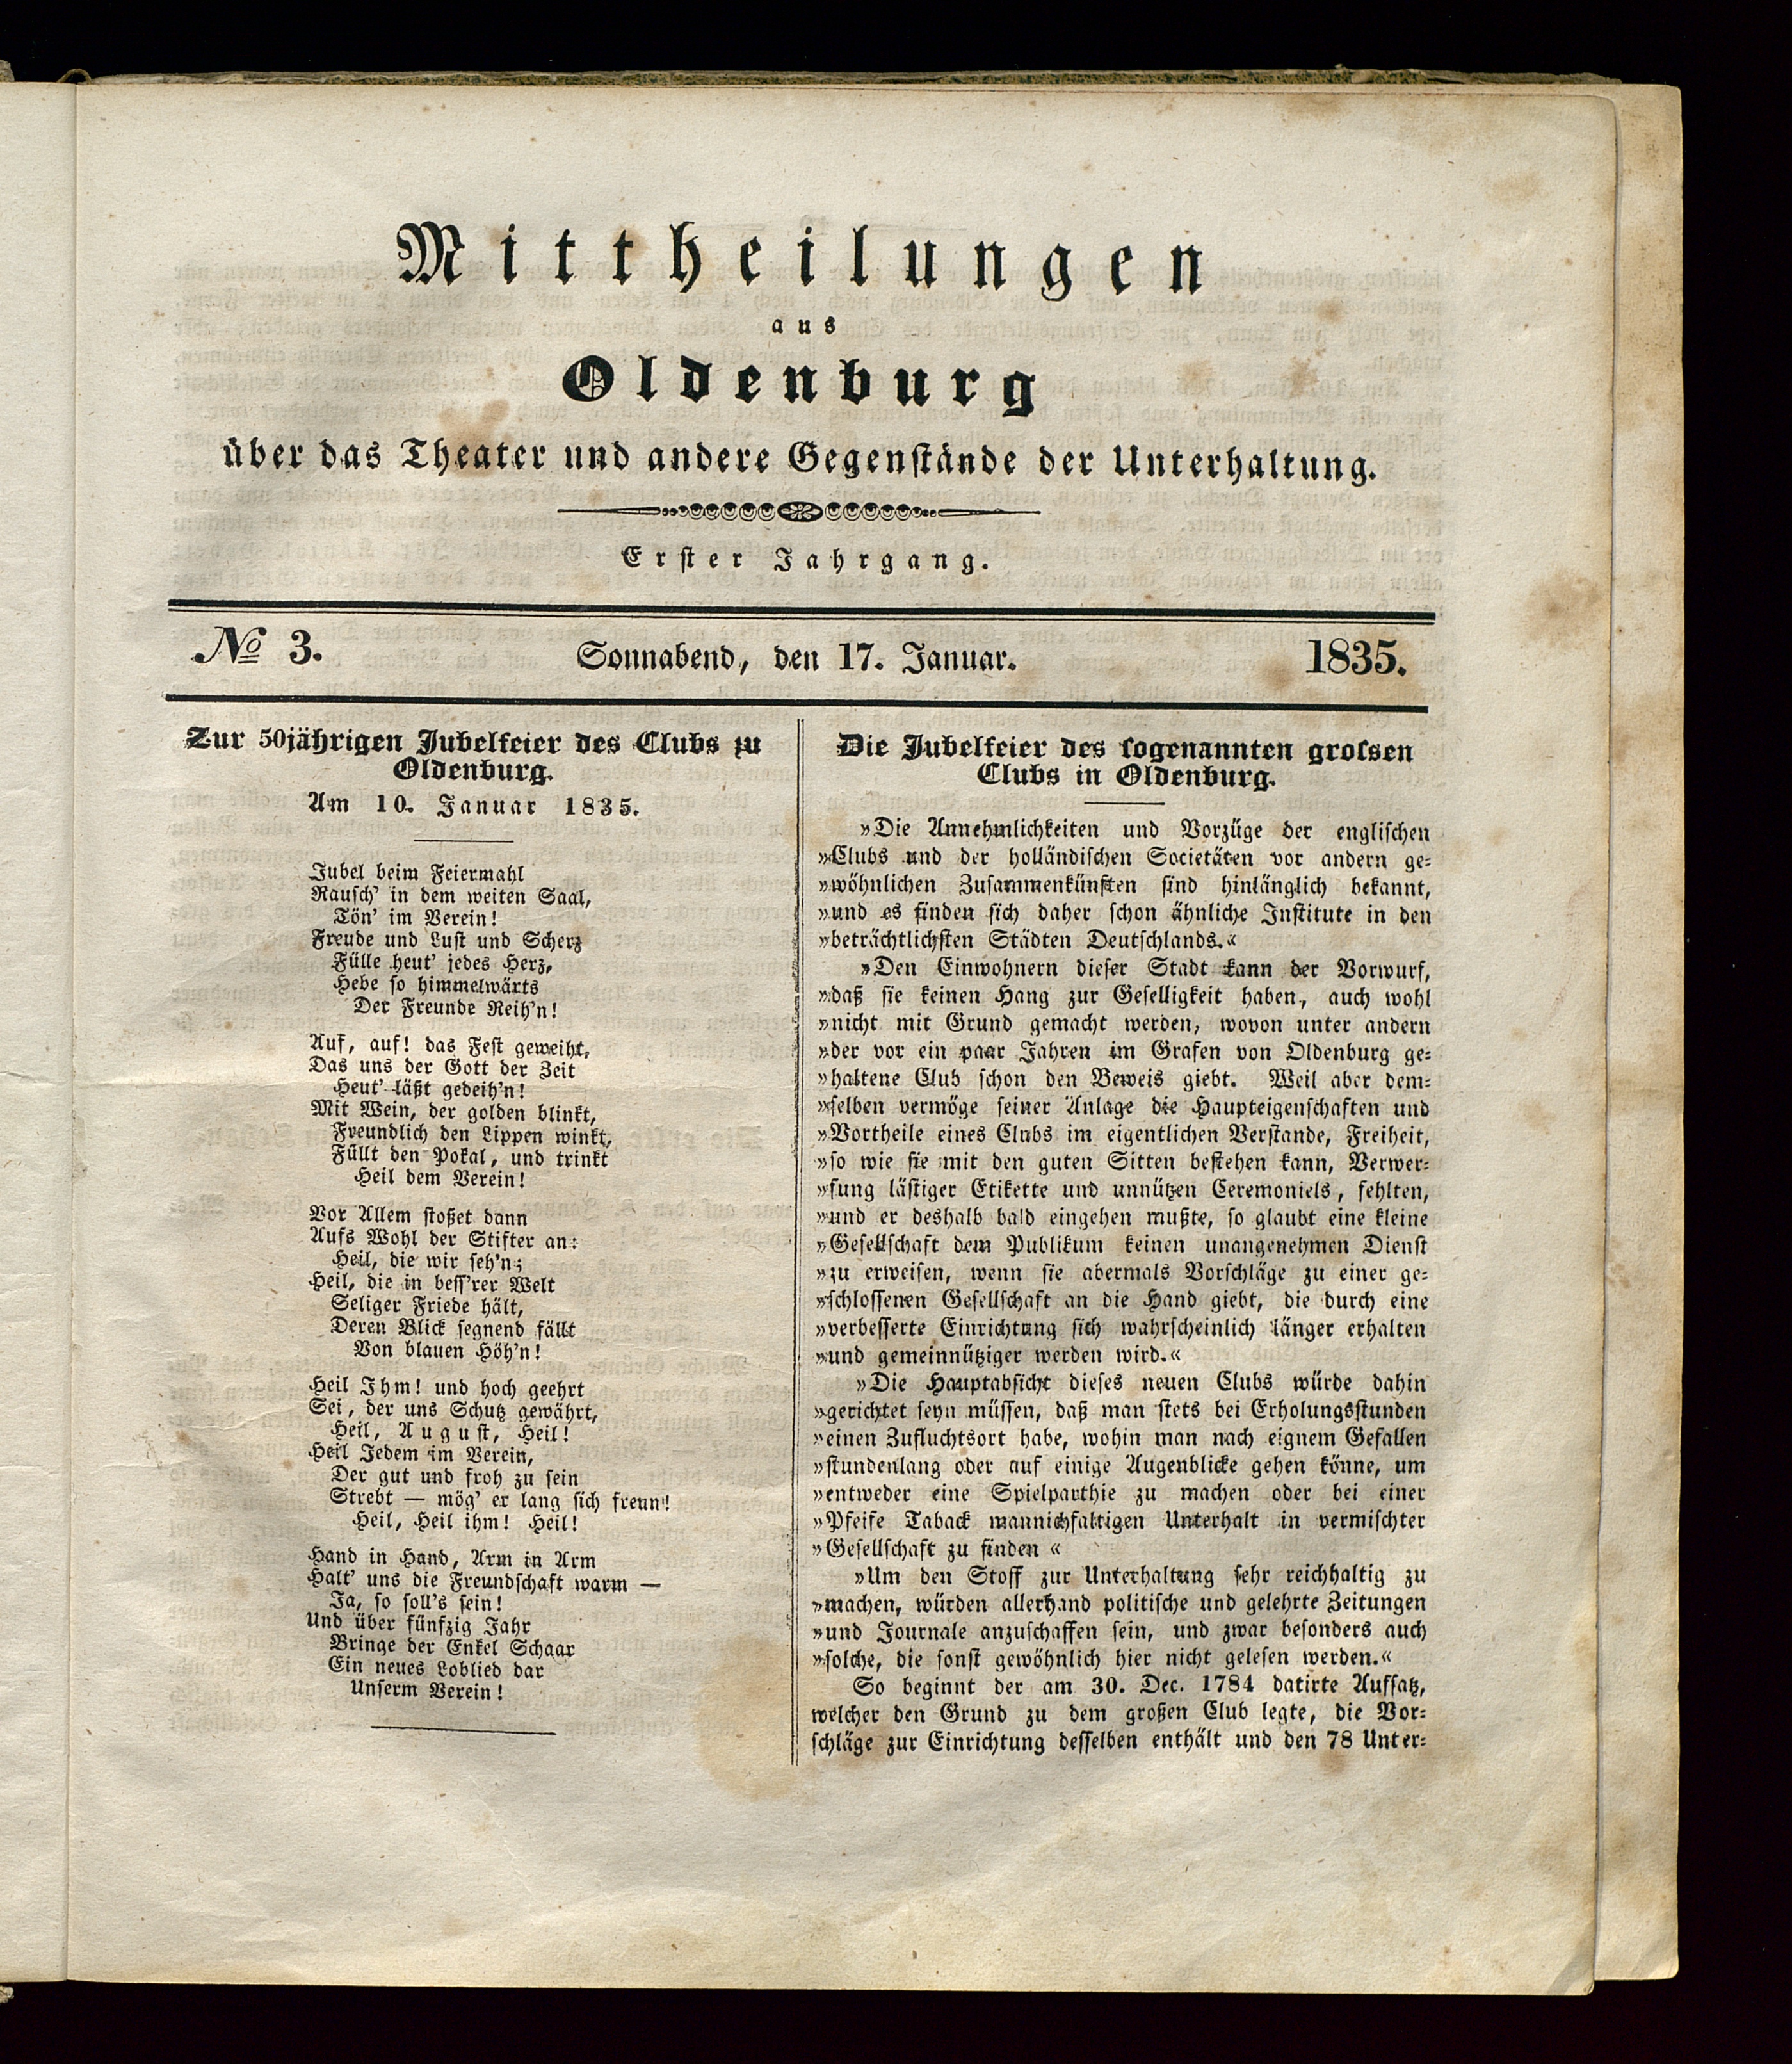 Mittheilungen
aus
Oldenburg
über das Theater und andere Gegenstände der Unterhaltung.
Erster Jahrgang.
№ 3. Sonnabend, den 17. Januar. 1835.
Zur 50jährigen Jubelfeier des Clubs zu
Oldenburg.
Am 10. Januar 1835.
Jubel beim Feiermahl
Rausch' in dem weiten Saal,
Tön' im Verein!
Freude und Lust und Scherz
Fülle heut' jedes Herz,
Hebe so himmelwärts
Der Freunde Reih'n!
Auf, auf! das Fest geweiht,
Das uns der Gott der Zeit
Heut' läßt gedeih'n!
Mit Wein, der golden blinkt,
Freundlich den Lippen winkt,
Füllt den Pokal, und trinkt
Heil dem Verein!
Vor Allem stoßet dann
Aufs Wohl der Stifter an:
Heil, die wir seh'n;
Heil, die in bess'rer Welt
Seliger Friede hält,
Deren Blick segnend fällt
Von blauen Höh'n!
Heil Ihm! und hoch geehrt
Sei, der uns Schutz gewährt,
Heil, August, Heil!
Heil Jedem im Verein,
Der gut und froh zu sein
Strebt — mög' er lang sich freun'!
Heil, Heil ihm! Heil!
Hand in Hand, Arm in Arm
Halt' uns die Freundschaft warm —
Ja, so soll's sein!
Und über fünfzig Jahr
Bringe der Enkel Schaar
Ein neues Loblied dar
Unserm Verein!
Die Jubelfeier des sogenannten grossen
Clubs in Oldenburg.
»Die Annehmlichkeiten und Vorzüge der englischen
»Clubs und der holländischen Societäten vor andern ge-
»wöhnlichen Zusammenkünften sind hinlänglich bekannt,
»und es finden sich daher schon ähnliche Institute in den
»beträchtlichsten Städten Deutschlands.«
»Den Einwohnern dieser Stadt kann der Vorwurf,
»daß sie keinen Hang zur Geselligkeit haben, auch wohl
»nicht mit Grund gemacht werden, wovon unter andern
»der vor ein paar Jahren im Grafen von Oldenburg ge-
»haltene Club schon den Beweis giebt. Weil aber dem-
»selben vermöge seiner Anlage die Haupteigenschaften und
»Vortheile eines Clubs im eigentlichen Verstande, Freiheit,
»so wie sie mit den guten Sitten bestehen kann, Verwer-
»fung lästiger Etikette und unnützen Ceremoniels, fehlten,
»und er deshalb bald eingehen mußte, so glaubt eine kleine
»Gesellschaft dem Publikum keinen unangenehmen Dienst
»zu erweisen, wenn sie abermals Vorschläge zu einer ge-
»schlossenen Gesellschaft an die Hand giebt, die durch eine
»verbesserte Einrichtung sich wahrscheinlich länger erhalten
»und gemeinnütziger werden wird.«
»Die Hauptabsicht dieses neuen Clubs würde dahin
»gerichtet seyn müssen, daß man stets bei Erholungsstunden
»einen Zufluchtsort habe, wohin man nach eignem Gefallen
»stundenlang oder auf einige Augenblicke gehen könne, um
»entweder eine Spielparthie zu machen oder bei einer
»Pfeife Taback mannichfaltigen Unterhalt in vermischter
»Gesellschaft zu finden «
»Um den Stoff zur Unterhaltung sehr reichhaltig zu
»machen, würden allerhand politische und gelehrte Zeitungen
»und Journale anzuschaffen sein, und zwar besonders auch
»solche, die sonst gewöhnlich hier nicht gelesen werden.«
So beginnt der am 30. Dec. 1784 datirte Aufsatz,
welcher den Grund zu dem großen Club legte, die Vor-
schläge zur Einrichtung desselben enthält und den 78 Unter-